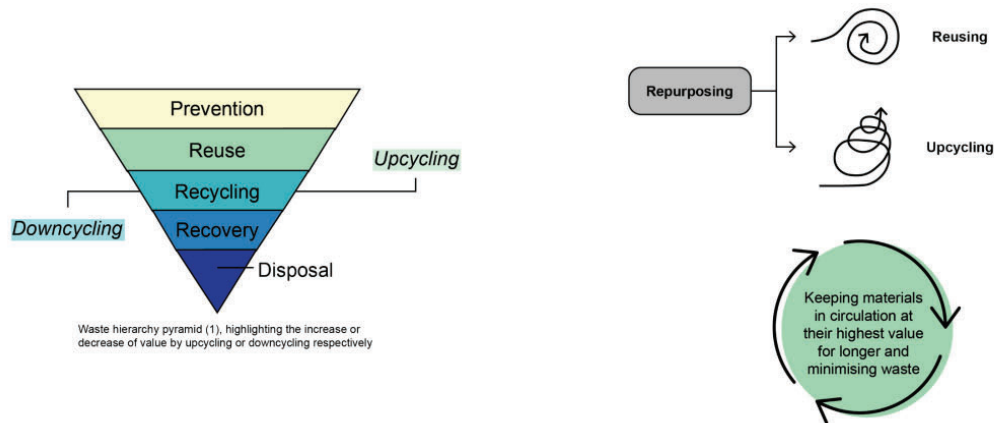 Prevention
Reuse
Recycling
Recovery
Disposal
Upcycling
Downcycling
Waste hierarchy pyramid (1), highlighting the increase or
decrease of value by upcycling or downcycling respectively
Repurposing
Reusing
Upcycling
Keeping materials
in circulation at
their highest value
for longer and
minimising waste